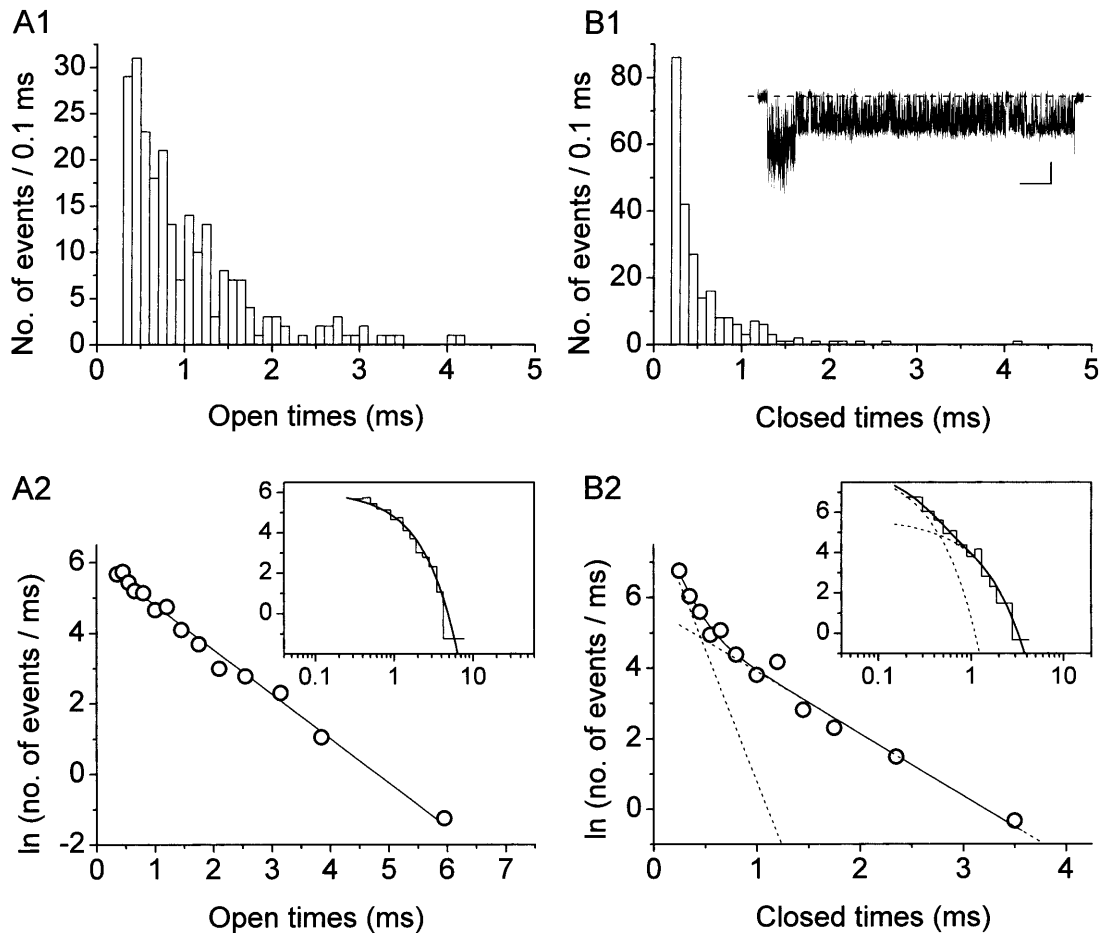 A1
No. of events / 0.1 ms
30
25
20
15
10
5
0
0 1 2 3 4 5
Open times (ms)
B1
No. of events / 0.1 ms
80
60
40
20
0
0 1 2 3 4 5
Closed times (ms)
A2
ln (no. of events / ms)
6
4
2
0
-2
0 1 2 3 4 5 6 7
Open times (ms)
6
5
4
2
0
0.1 1 10
B2
ln (no. of events / ms)
6
4
2
0
0 1 2 3 4
Closed times (ms)
6
4
2
0
0.1 1 10